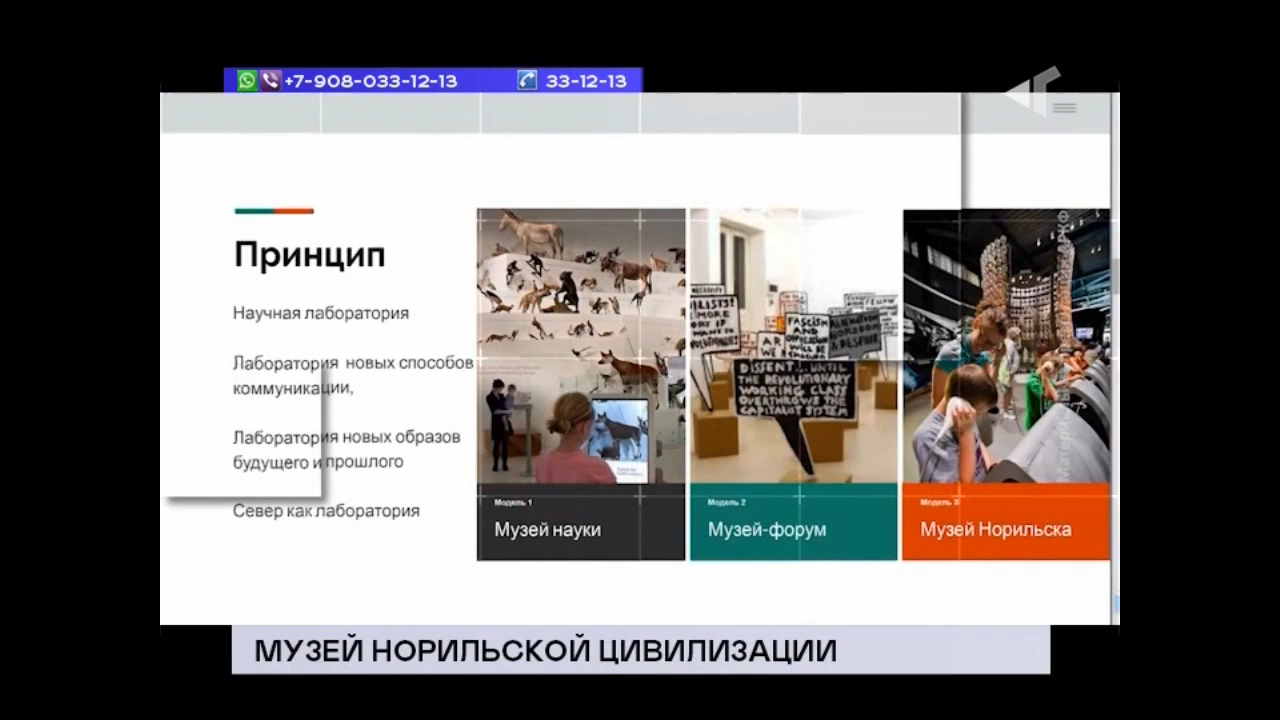 +7-908-033-12-13 33-12-13
Принцип
Научная лаборатория
Лаборатория новых способов
коммуникации,
Лаборатория новых образов
будущего и прошлого
Север как лаборатория
DISSENT... UNTIL
THE REVOLUTIONARY
WORKING CLASS
OVERTHROWS THE
CAPITALIST SYSTEM
FASCISM
AND
Модель 1
Музей науки
Модель 2
Музей-форум
Модель 3
Музей Норильска
МУЗЕЙ НОРИЛЬСКОЙ ЦИВИЛИЗАЦИИ